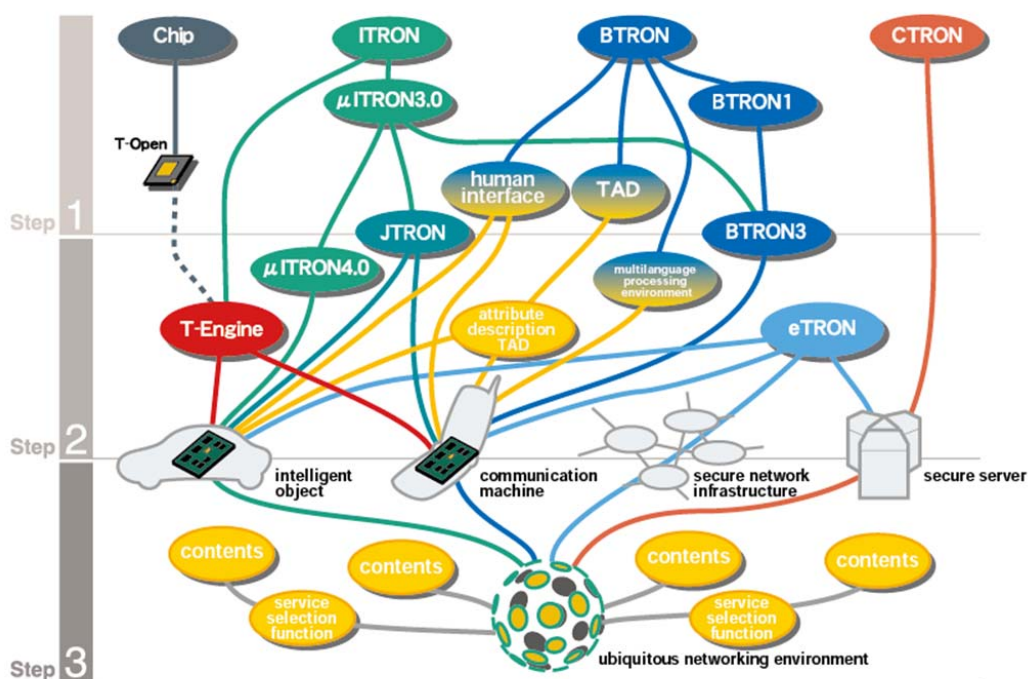 Chip
ITRON
BTRON
CTRON
μITRON3.0
BTRON1
T-Open
human
interface
TAD
Step 1
JTRON
BTRON3
μITRON4.0
multilanguage
processing
environment
T-Engine
attribute
description
TAD
eTRON
Step 2
intelligent
object
communication
machine
secure network
infrastructure
secure server
contents
contents
contents
contents
service
selection
function
service
selection
function
ubiquitous networking environment
Step 3